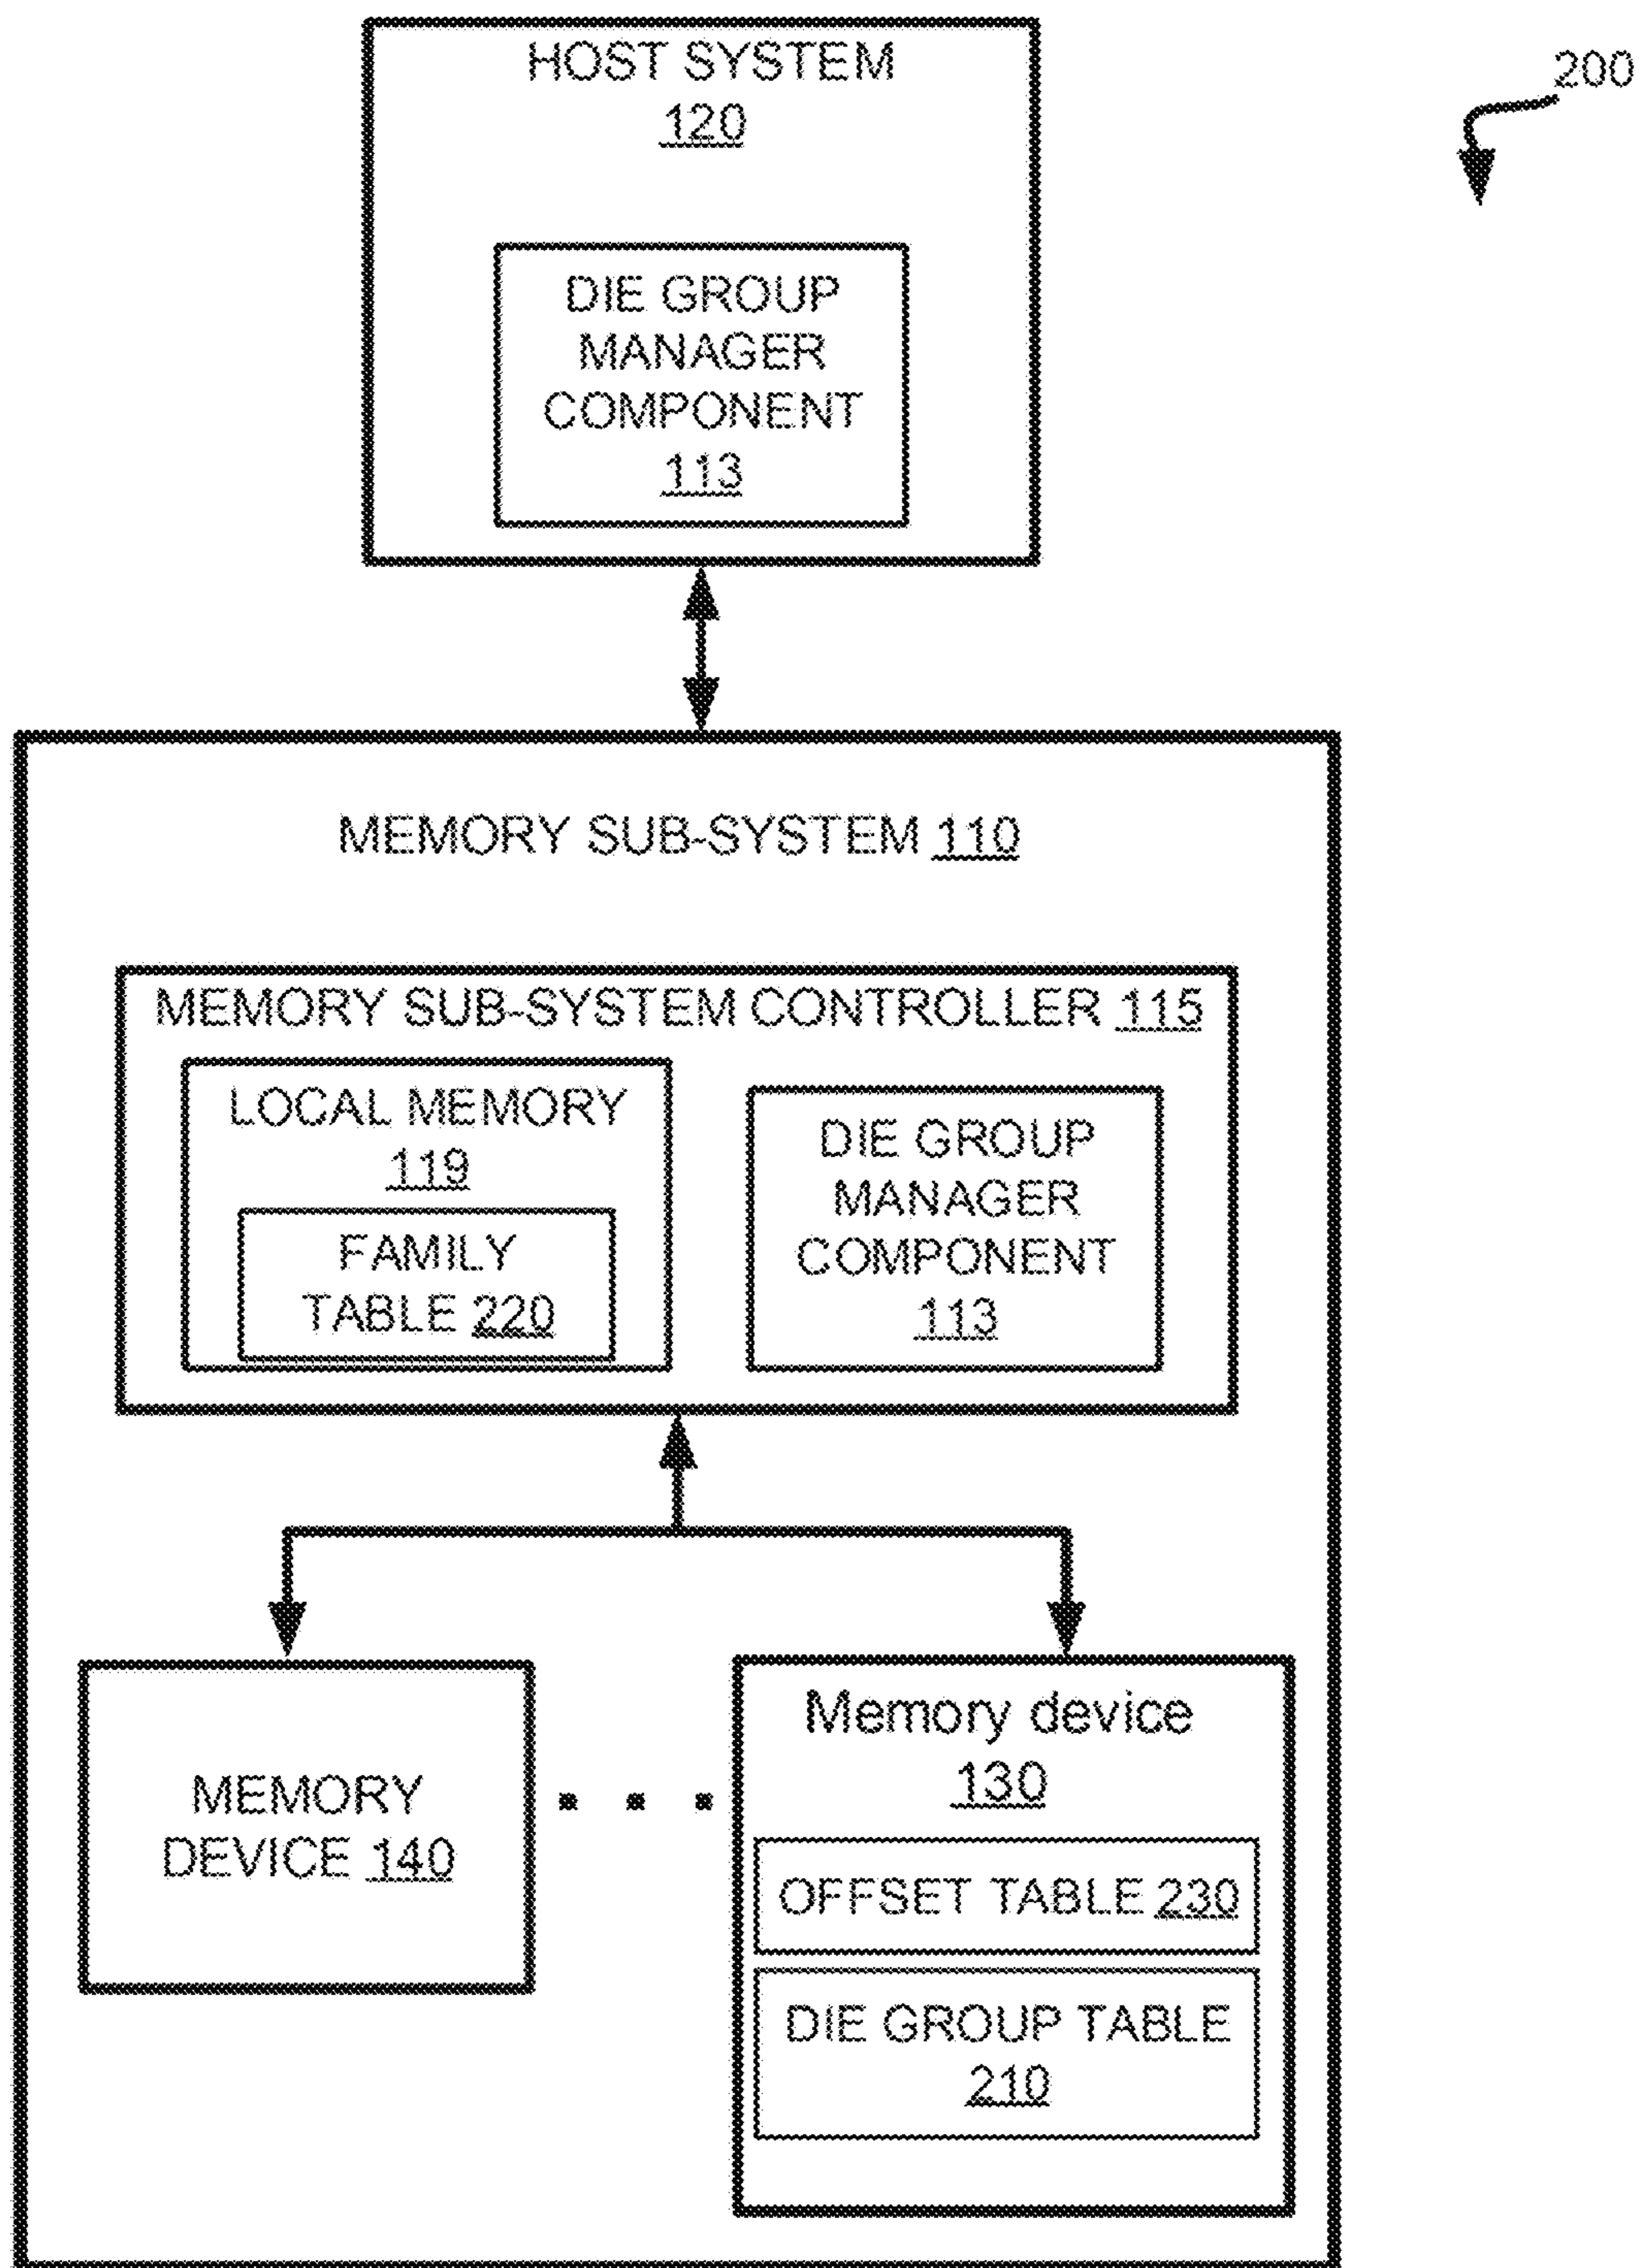 HOST SYSTEM
120
200
DIE GROUP
MANAGER
COMPONENT
113
MEMORY SUB-SYSTEM 110
MEMORY SUB-SYSTEM CONTROLLER 115
LOCAL MEMORY
119
FAMILY
TABLE 220
DIE GROUP
MANAGER
COMPONENT
113
MEMORY
DEVICE 140
Memory device
130
OFFSET TABLE 230
DIE GROUP TABLE
210